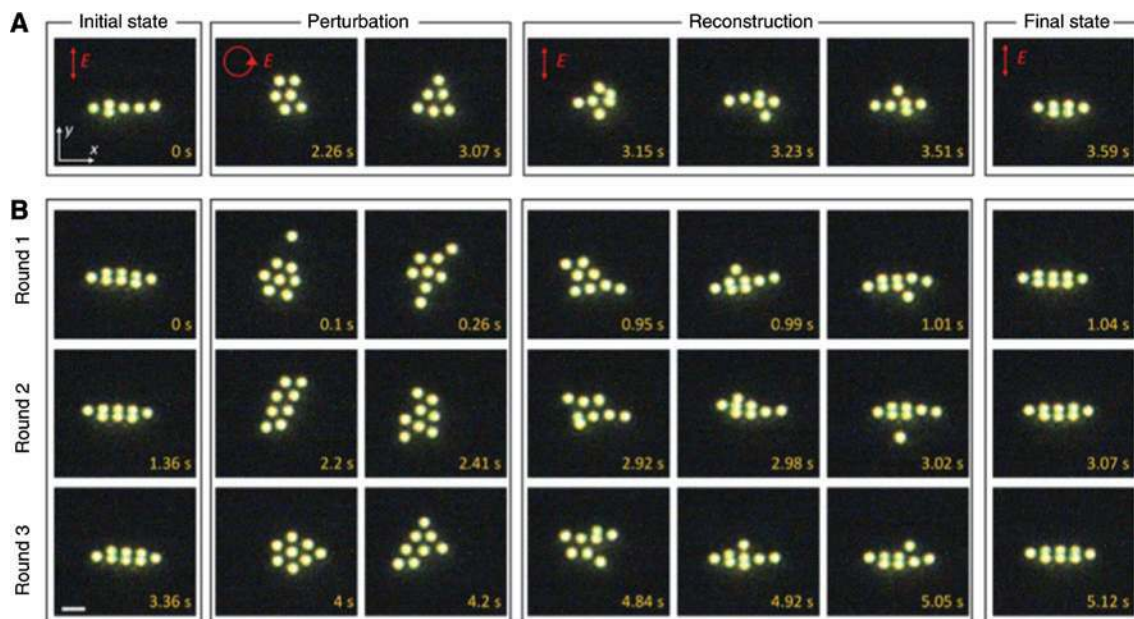 Initial state Perturbation Reconstruction Final state
A
E E E E
y
x
0 s 2.26 s 3.07 s 3.15 s 3.23 s 3.51 s 3.59 s
B
Round 1
0 s 0.1 s 0.26 s 0.95 s 0.99 s 1.01 s 1.04 s
Round 2
1.36 s 2.2 s 2.41 s 2.92 s 2.98 s 3.02 s 3.07 s
Round 3
3.36 s 4 s 4.2 s 4.84 s 4.92 s 5.05 s 5.12 s